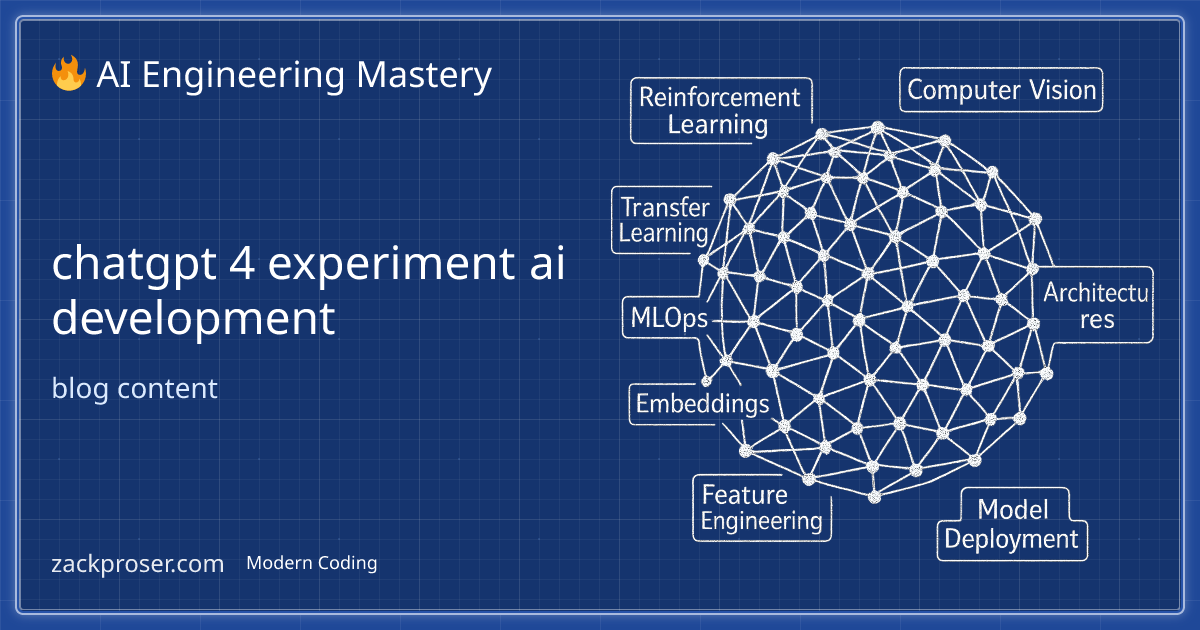 🔥 AI Engineering Mastery
chatgpt 4 experiment ai
development
blog content
zackproser.com
Modern Coding
Reinforcement
Learning
Computer Vision
Transfer
Learning
MLOps
Architectu
res
Embeddings
Feature
Engineering
Model
Deployment